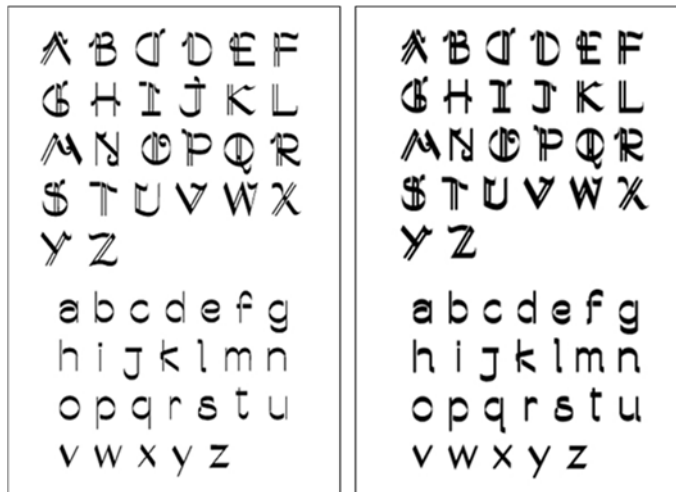 A B C D E F
G H I J K L
M N O P Q R
S T U V W X
Y Z
a b c d e f g
h i j k l m n
o p q r s t u
v w x y z
A B C D E F
G H I J K L
M N O P Q R
S T U V W X
Y Z
a b c d e f g
h i j k l m n
o p q r s t u
v w x y z